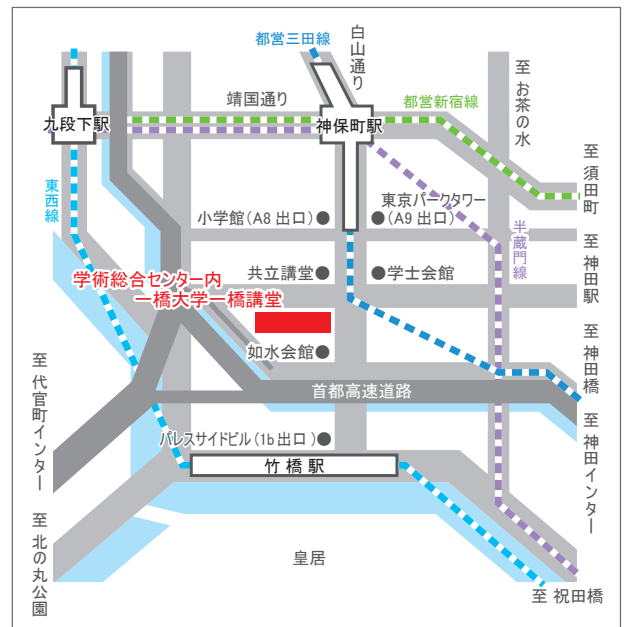 都営三田線
白山通り
至 お茶の水
靖国通り
都営新宿線
九段下駅
神保町駅
至 須田町
東西線
小学館（A8 出口）
東京パークタワー
（A9 出口）
半蔵門線
至 神田駅
学術総合センター内
一橋大学一橋講堂
共立講堂
学士会館
至 神田橋
如水会館
至 代官町インター
首都高速道路
至 神田インター
パレスサイドビル（1b 出口）
竹橋駅
至 北の丸公園
皇居
至 祝田橋